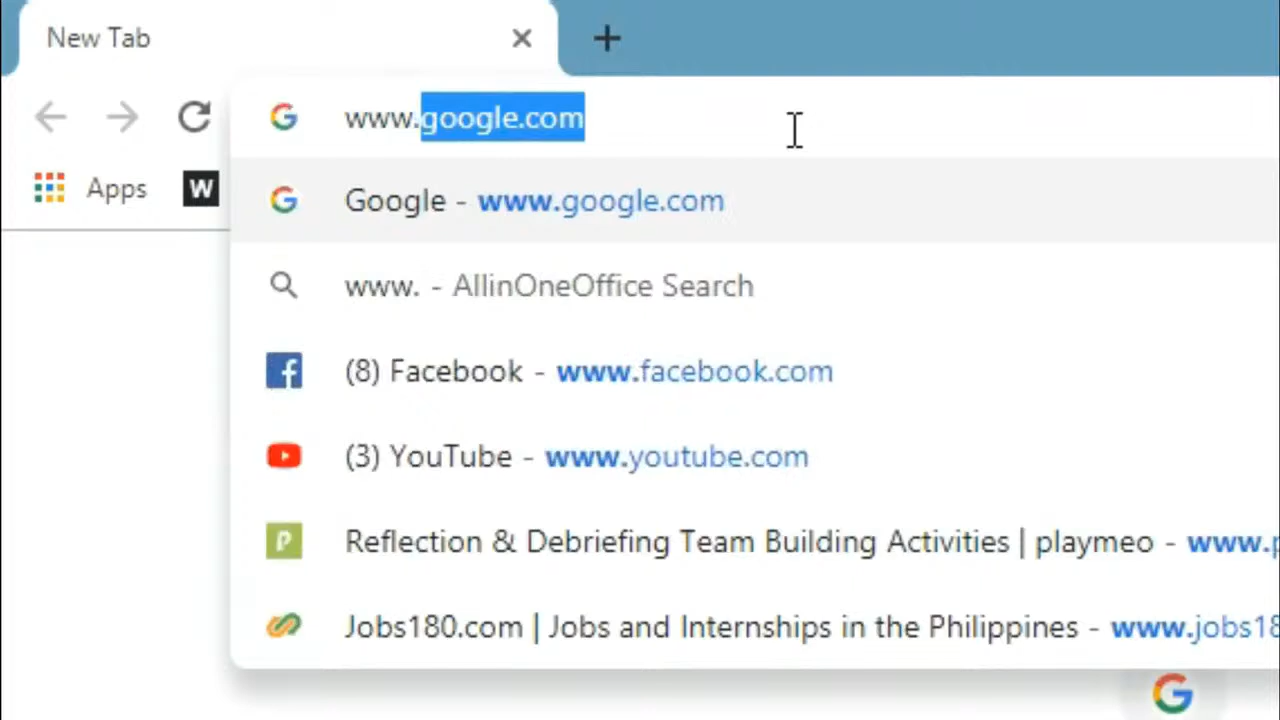 New Tab
www.google.com
Apps W
Google - www.google.com
www. - AllinOneOffice Search
(8) Facebook - www.facebook.com
(3) YouTube - www.youtube.com
Reflection & Debriefing Team Building Activities | playmeo - www.p
Jobs180.com | Jobs and Internships in the Philippines - www.jobs18